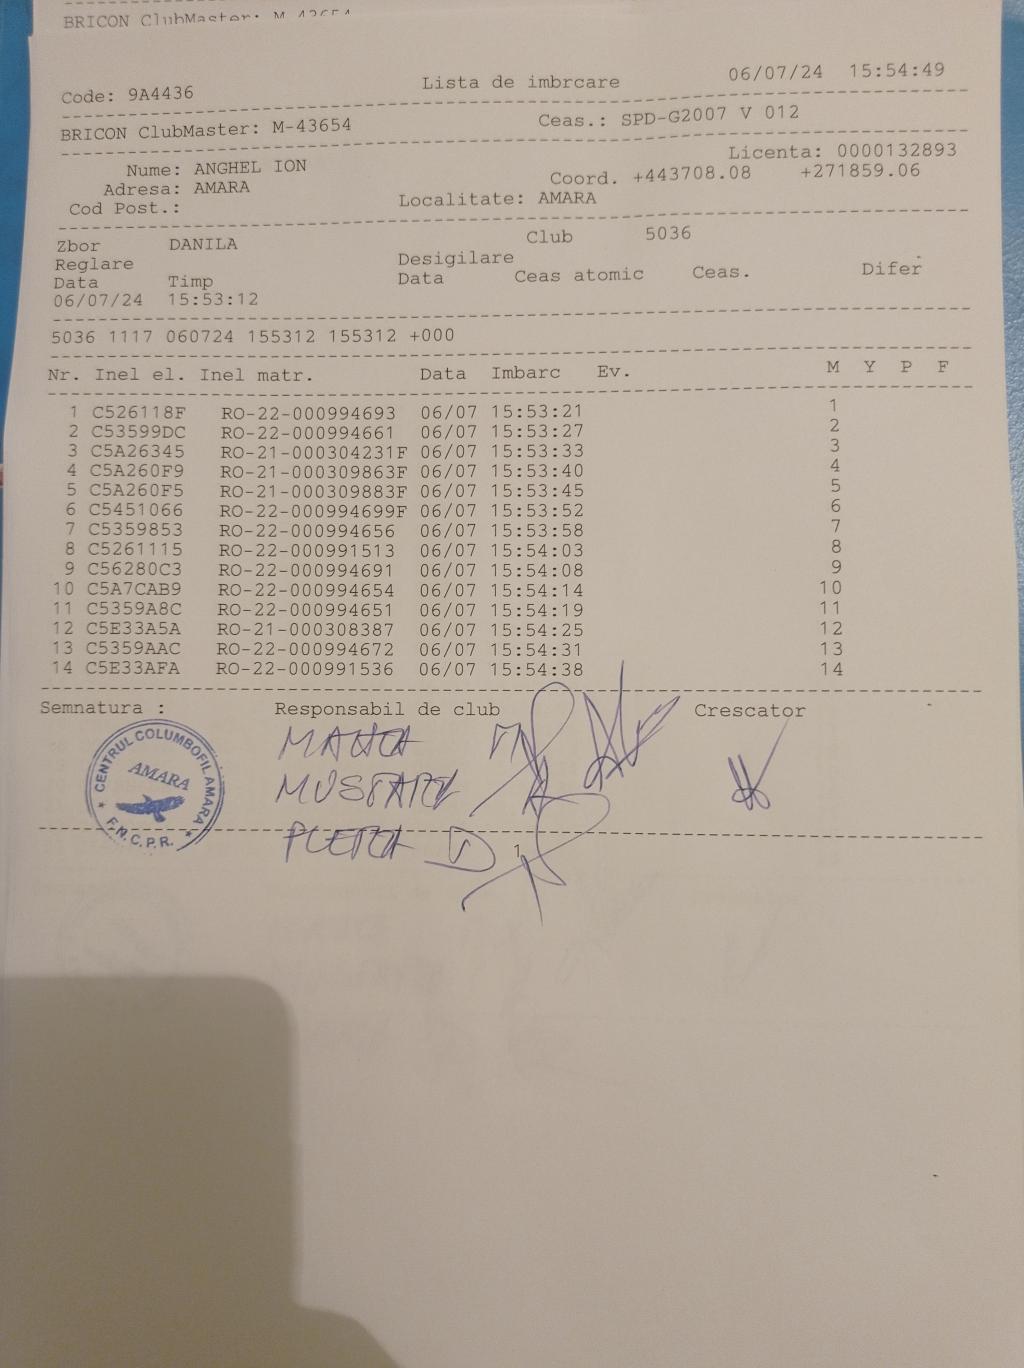 BRICON ClubMaster: M-43654
Code: 9A4436 Lista de imbrcare 06/07/24 15:54:49
BRICON ClubMaster: M-43654 Ceas.: SPD-G2007 V 012
Nume: ANGHEL ION Licenta: 0000132893
Adresa: AMARA Coord. +443708.08 +271859.06
Cod Post.: Localitate: AMARA
Zbor DANILA Club 5036
Reglare Desigilare
Data Timp Data Ceas atomic Ceas. Difer
06/07/24 15:53:12
5036 1117 060724 155312 155312 +000
Nr. Inel el. Inel matr. Data Imbarc Ev. M Y P F
1 C526118F RO-22-000994693 06/07 15:53:21 1
2 C53599DC RO-22-000994661 06/07 15:53:27 2
3 C5A26345 RO-21-000304231F 06/07 15:53:33 3
4 C5A260F9 RO-21-000309863F 06/07 15:53:40 4
5 C5A260F5 RO-21-000309883F 06/07 15:53:45 5
6 C5451066 RO-22-000994699F 06/07 15:53:52 6
7 C5359853 RO-22-000994656 06/07 15:53:58 7
8 C5261115 RO-22-000991513 06/07 15:54:03 8
9 C56280C3 RO-22-000994691 06/07 15:54:08 9
10 C5A7CAB9 RO-22-000994654 06/07 15:54:14 10
11 C5359A8C RO-22-000994651 06/07 15:54:19 11
12 C5E33A5A RO-21-000308387 06/07 15:54:25 12
13 C5359AAC RO-22-000994672 06/07 15:54:31 13
14 C5E33AFA RO-22-000991536 06/07 15:54:38 14
Semnatura : Responsabil de club Crescator
CENTRUL COLUMBOFIL AMARA
AMARA
F.N.C.P.R.
1